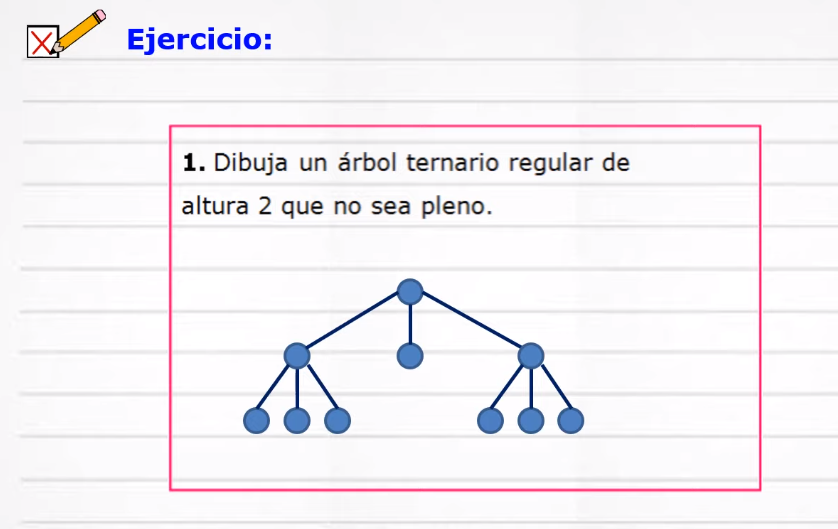 Ejercicio:
1. Dibuja un árbol ternario regular de
altura 2 que no sea pleno.